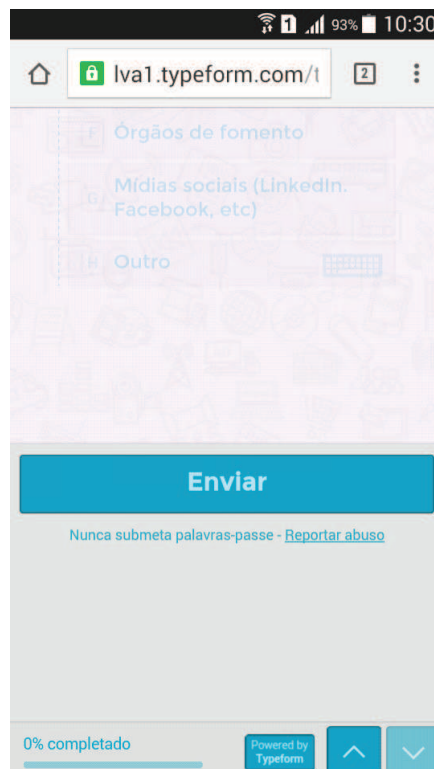 1 93% 10:30
lva1.typeform.com/t 2
F Órgãos de fomento
Mídias sociais (LinkedIn.
G Facebook, etc)
H Outro
Enviar
Nunca submeta palavras-passe - Reportar abuso
0% completado
Powered by
Typeform